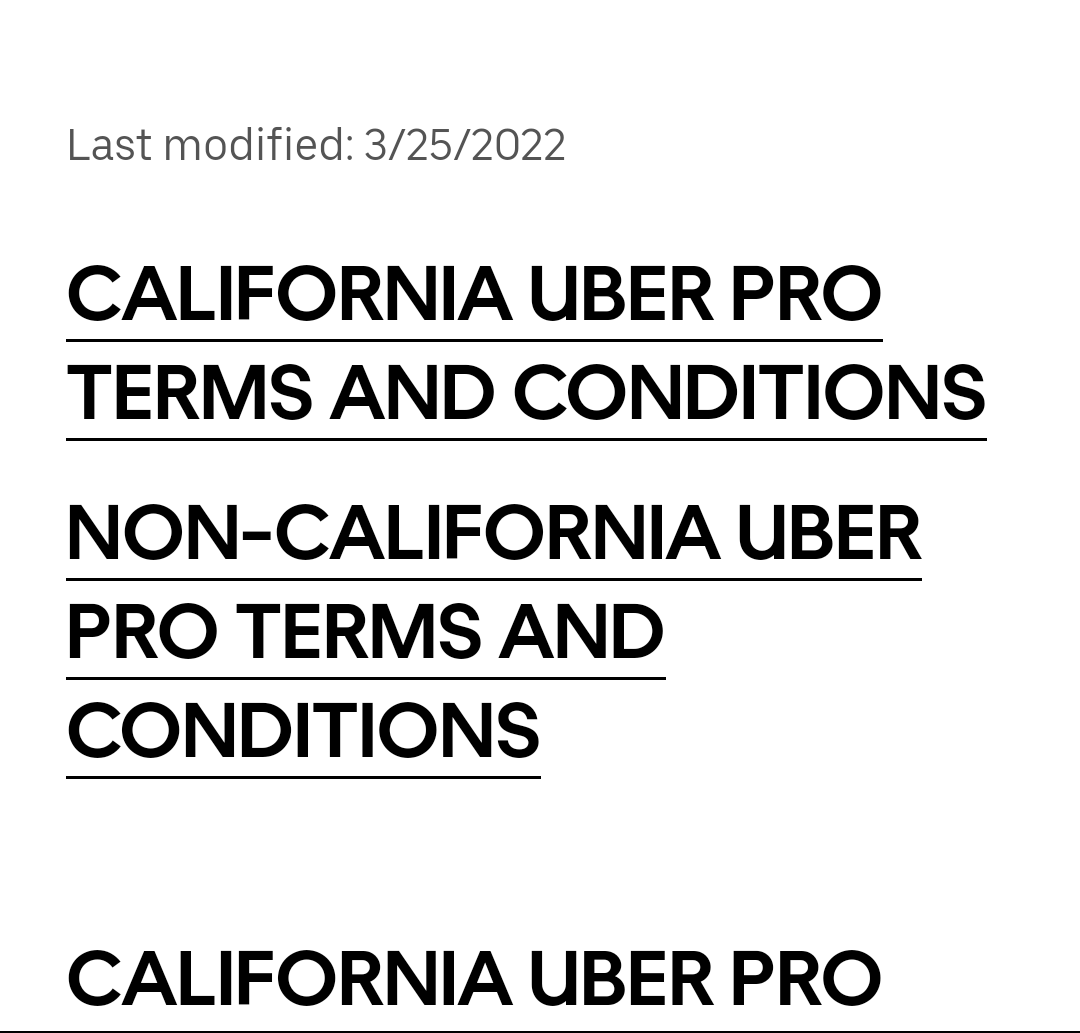 Last modified: 3/25/2022
CALIFORNIA UBER PRO
TERMS AND CONDITIONS
NON-CALIFORNIA UBER
PRO TERMS AND
CONDITIONS
CALIFORNIA UBER PRO